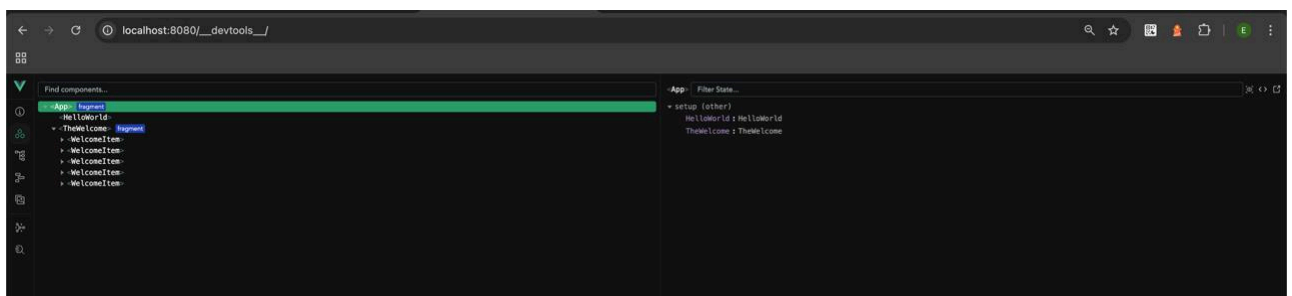 localhost:8080/__devtools__/
E
Find components...
<App> fragment
<HelloWorld>
<TheWelcome> fragment
<WelcomeItem>
<WelcomeItem>
<WelcomeItem>
<WelcomeItem>
<WelcomeItem>
<App> Filter State...
setup (other)
HelloWorld : HelloWorld
TheWelcome : TheWelcome